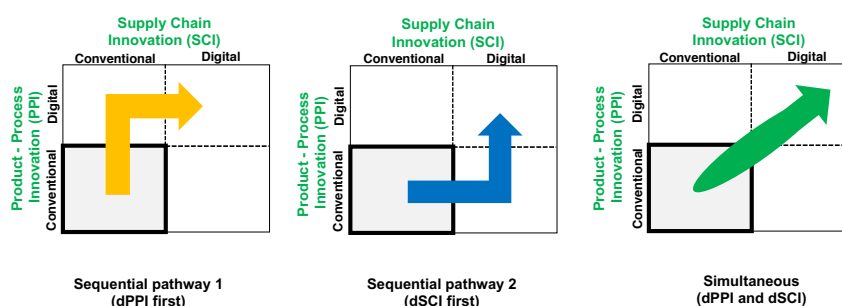 Supply Chain
Innovation (SCI)
Conventional
Digital
Product - Process
Innovation (PPI)
Digital
Conventional
Sequential pathway 1
(dPPI first)
Supply Chain
Innovation (SCI)
Conventional
Digital
Product - Process
Innovation (PPI)
Digital
Conventional
Sequential pathway 2
(dSCI first)
Supply Chain
Innovation (SCI)
Conventional
Digital
Product - Process
Innovation (PPI)
Digital
Conventional
Simultaneous
(dPPI and dSCI)